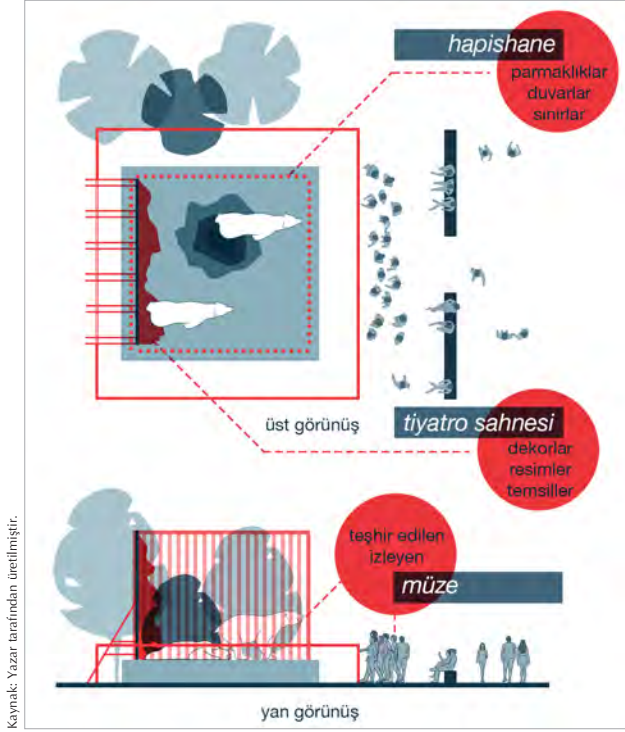 hapishane
parmaklıklar
duvarlar
sınırlar
üst görünüş
tiyatro sahnesi
dekorlar
resimler
temsiller
teşhir edilen
izleyen
müze
yan görünüş
Kaynak: Yazar tarafından üretilmiştir.